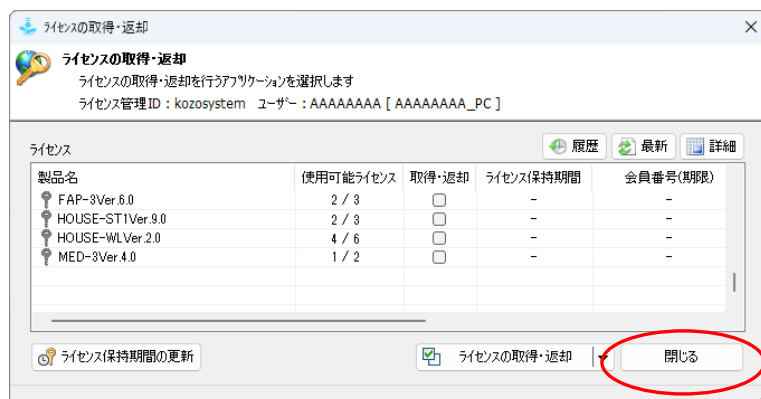 ライセンスの取得・返却
ライセンスの取得・返却
ライセンスの取得・返却を行うアプリケーションを選択します
ライセンス管理ID：kozosystem ユーザー：AAAAAAAA [ AAAAAAAA_PC ]
ライセンス 履歴 最新 詳細
製品名 使用可能ライセンス 取得・返却 ライセンス保持期間 会員番号(期限)
FAP-3Ver.6.0 2 / 3 - -
HOUSE-ST1Ver.9.0 2 / 3 - -
HOUSE-WLVer.2.0 4 / 6 - -
MED-3Ver.4.0 1 / 2 - -
ライセンス保持期間の更新 ライセンスの取得・返却 閉じる